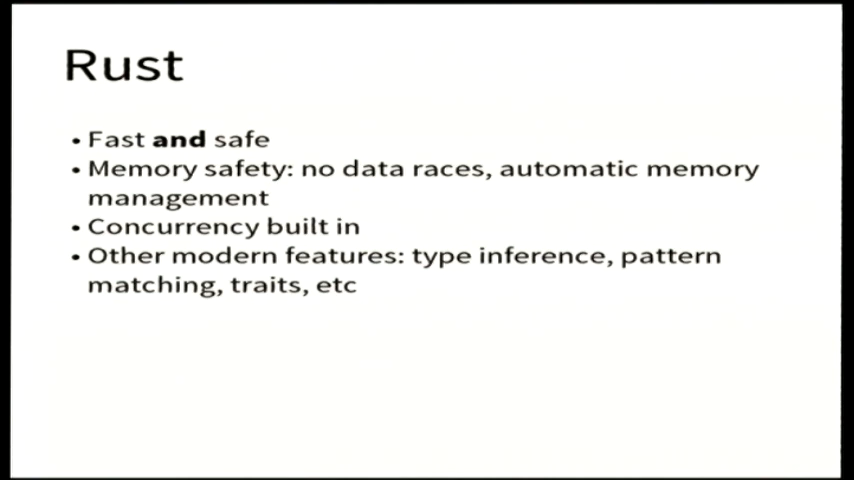 Rust
• Fast and safe
• Memory safety: no data races, automatic memory
management
• Concurrency built in
• Other modern features: type inference, pattern
matching, traits, etc